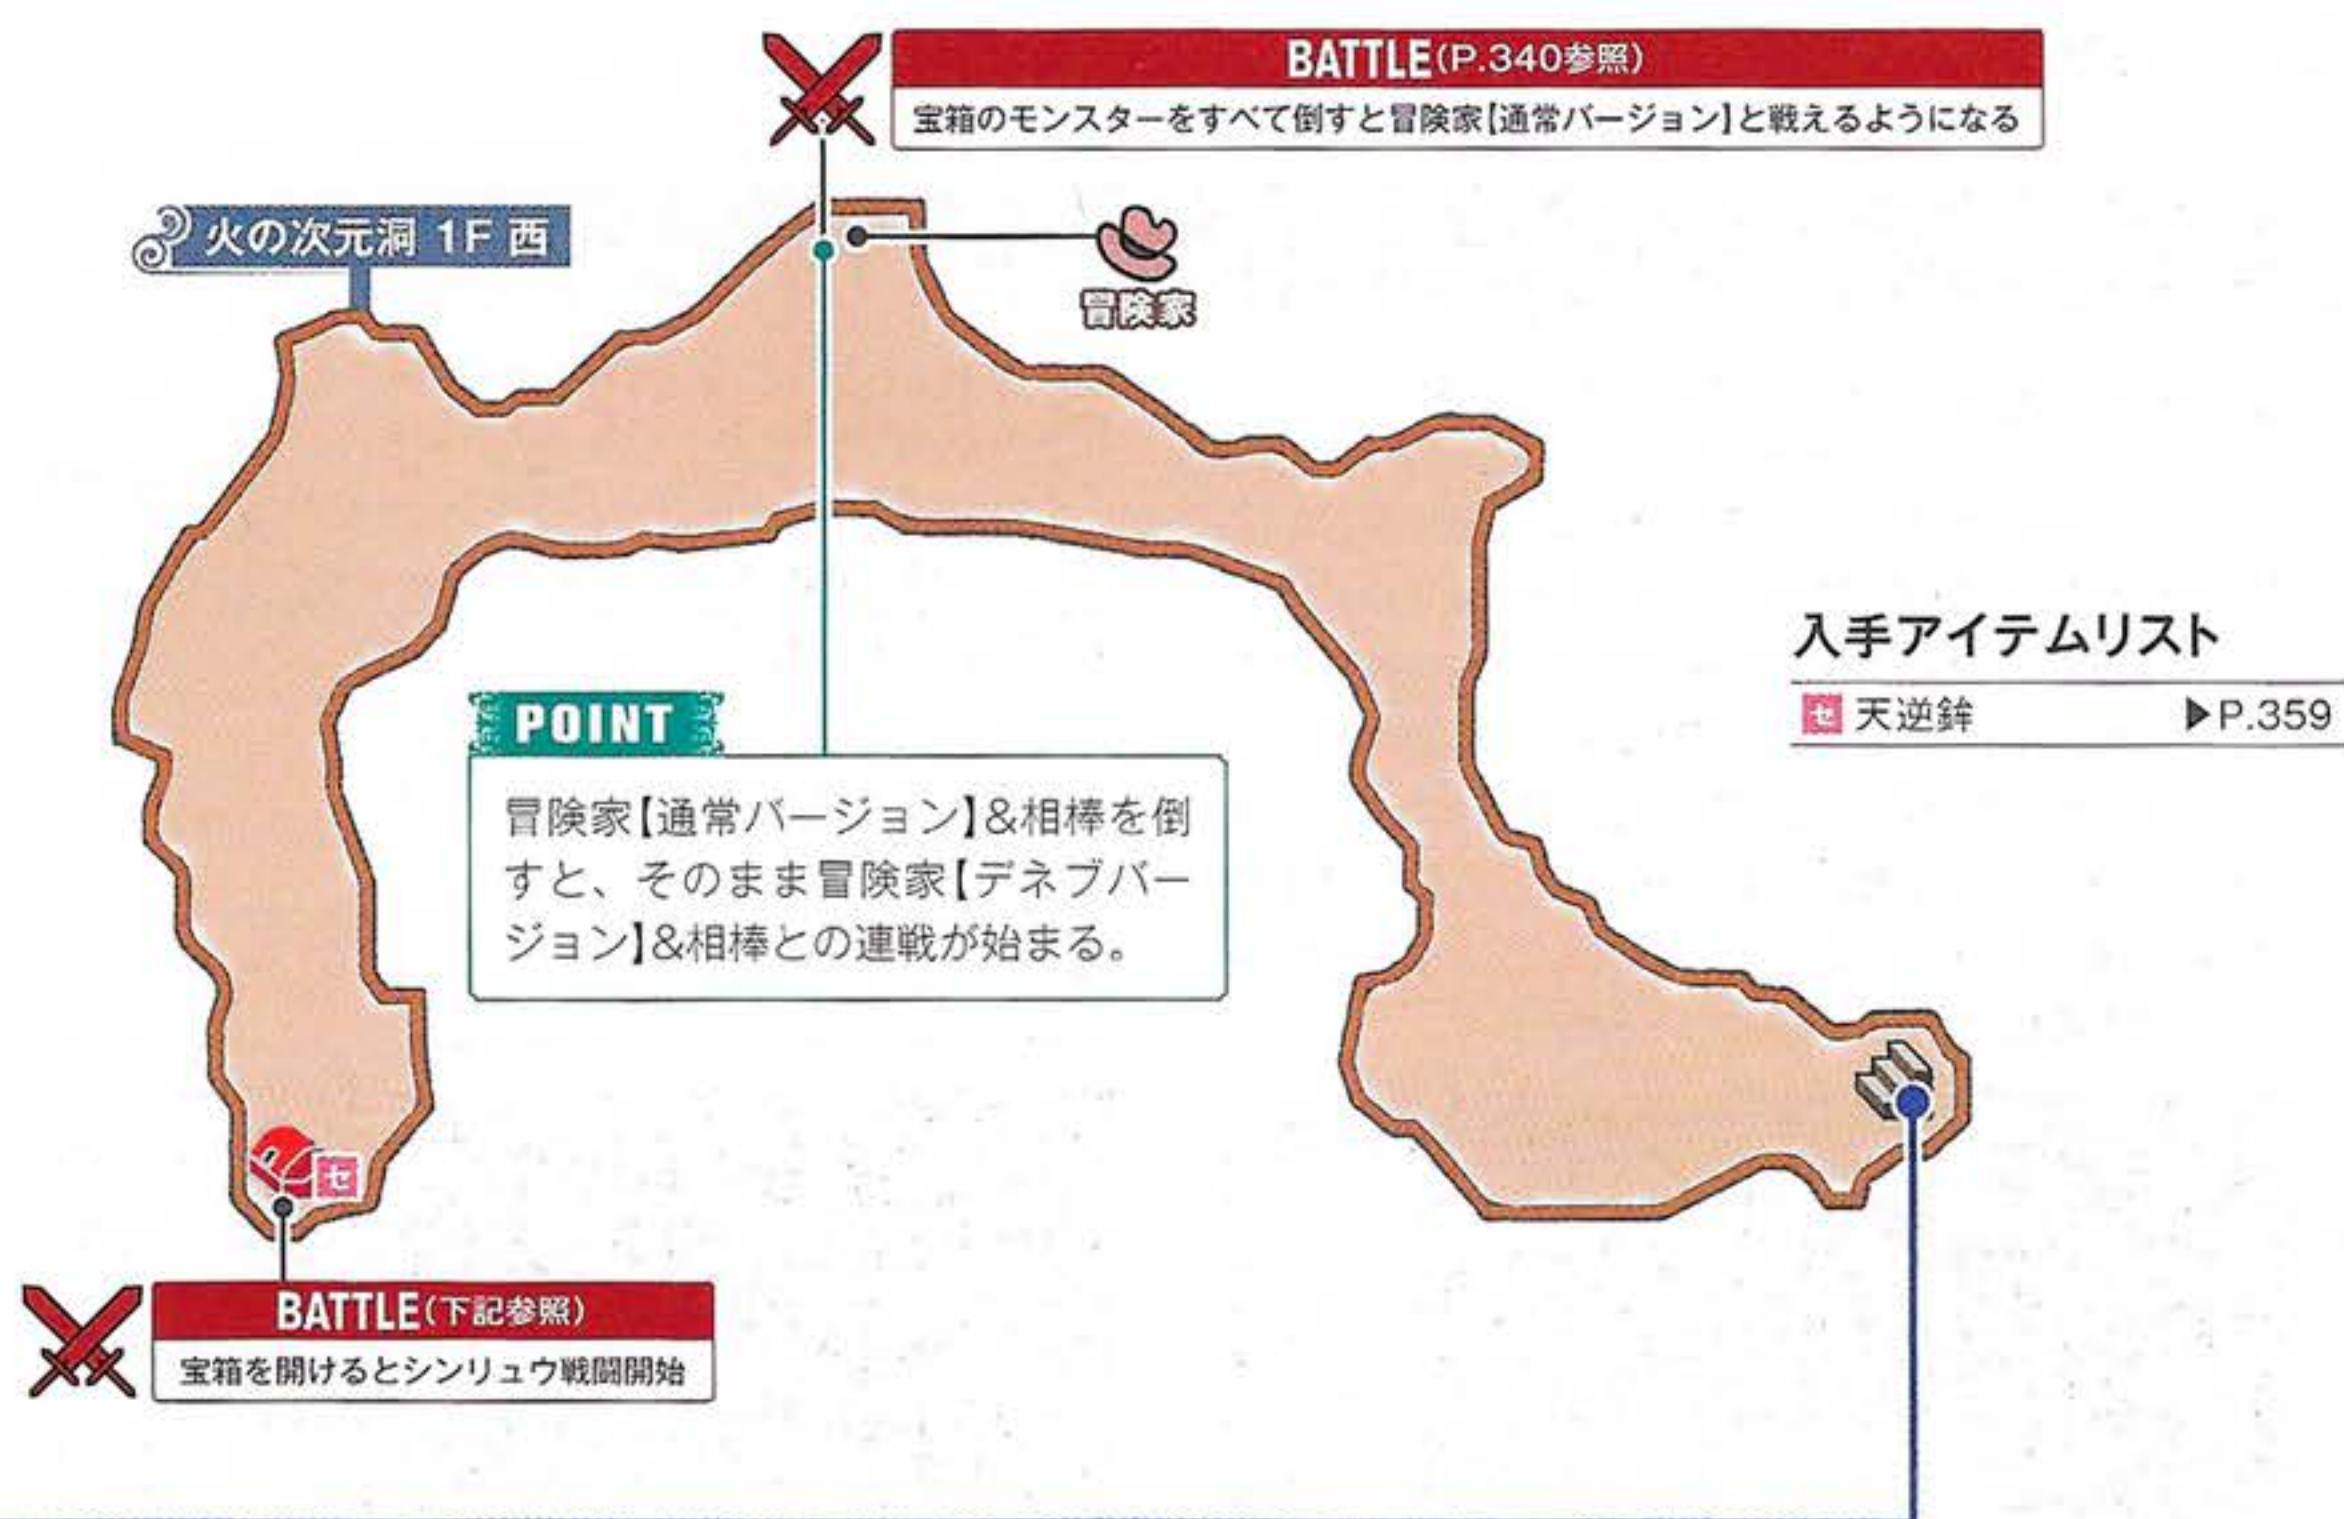 BATTLE(P.340参照)
宝箱のモンスターをすべて倒すと冒険家【通常バージョン】と戦えるようになる
火の次元洞 1F 西
冒険家
入手アイテムリスト
セ 天逆鉾 ▶P.359
POINT
冒険家【通常バージョン】&相棒を倒
すと、そのまま冒険家【デネブバー
ジョン】&相棒との連戦が始まる。
セ
BATTLE(下記参照)
宝箱を開けるとシンリュウ戦闘開始